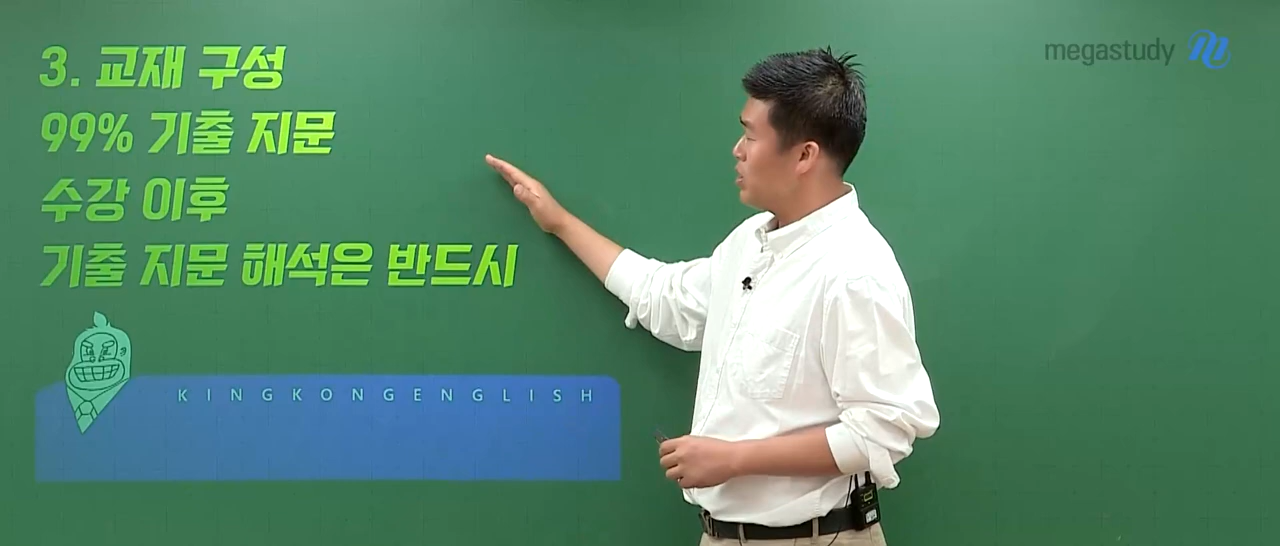 megastudy
3. 교재 구성
99% 기출 지문
수강 이후
기출 지문 해석은 반드시
KINGKONGENGLISH